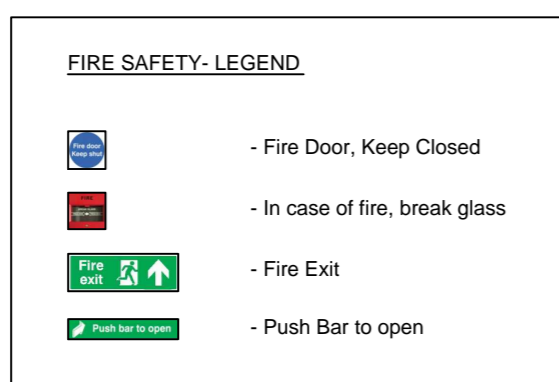 FIRE SAFETY- LEGEND
Fire door
Keep shut
- Fire Door, Keep Closed
FIRE
- In case of fire, break glass
Fire
exit
- Fire Exit
Push bar to open
- Push Bar to open